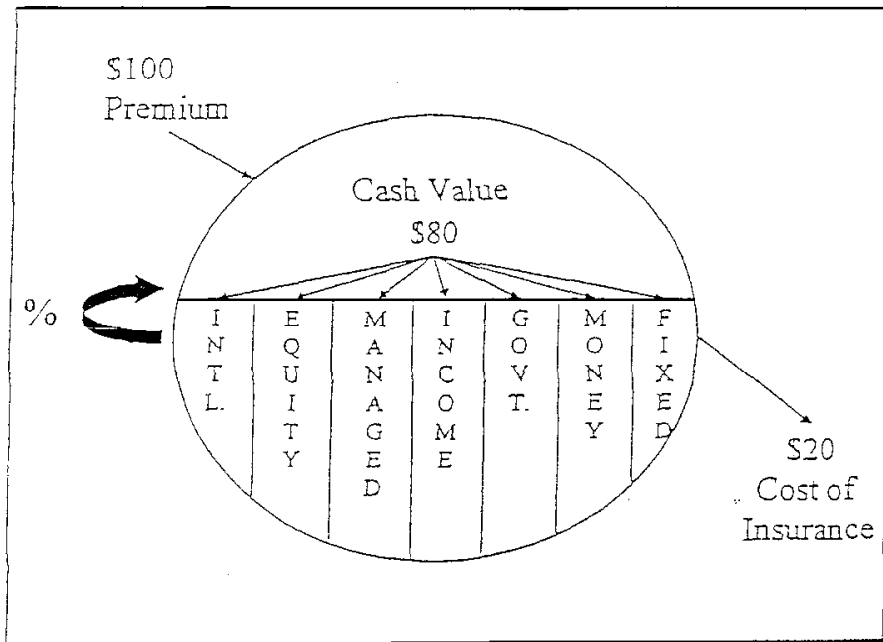 $100
Premium
Cash Value
$80
%
INTL.
EQUITY
MANAGED
INCOME
GOVT.
MONEY
FIXED
$20
Cost of
Insurance